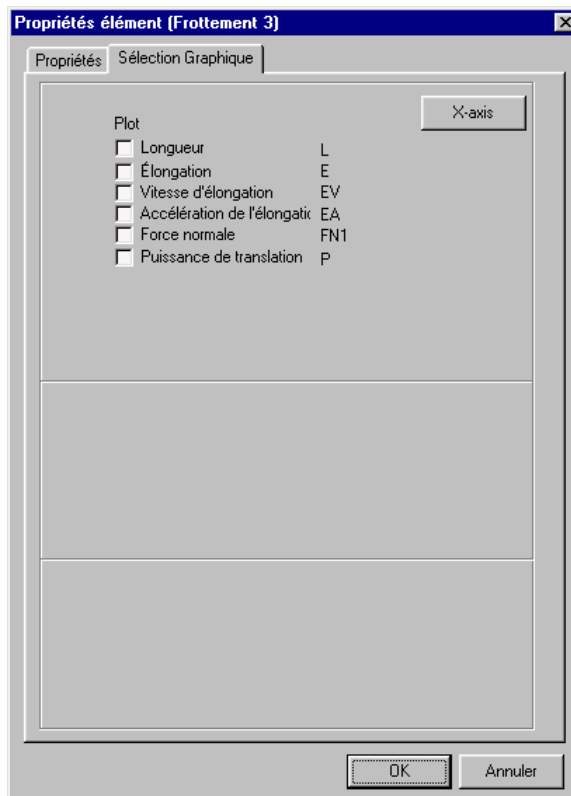 Propriétés élément (Frottement 3)
Propriétés Sélection Graphique
X-axis
Plot
Longueur L
Élongation E
Vitesse d'élongation EV
Accélération de l'élongatic EA
Force normale FN1
Puissance de translation P
OK Annuler